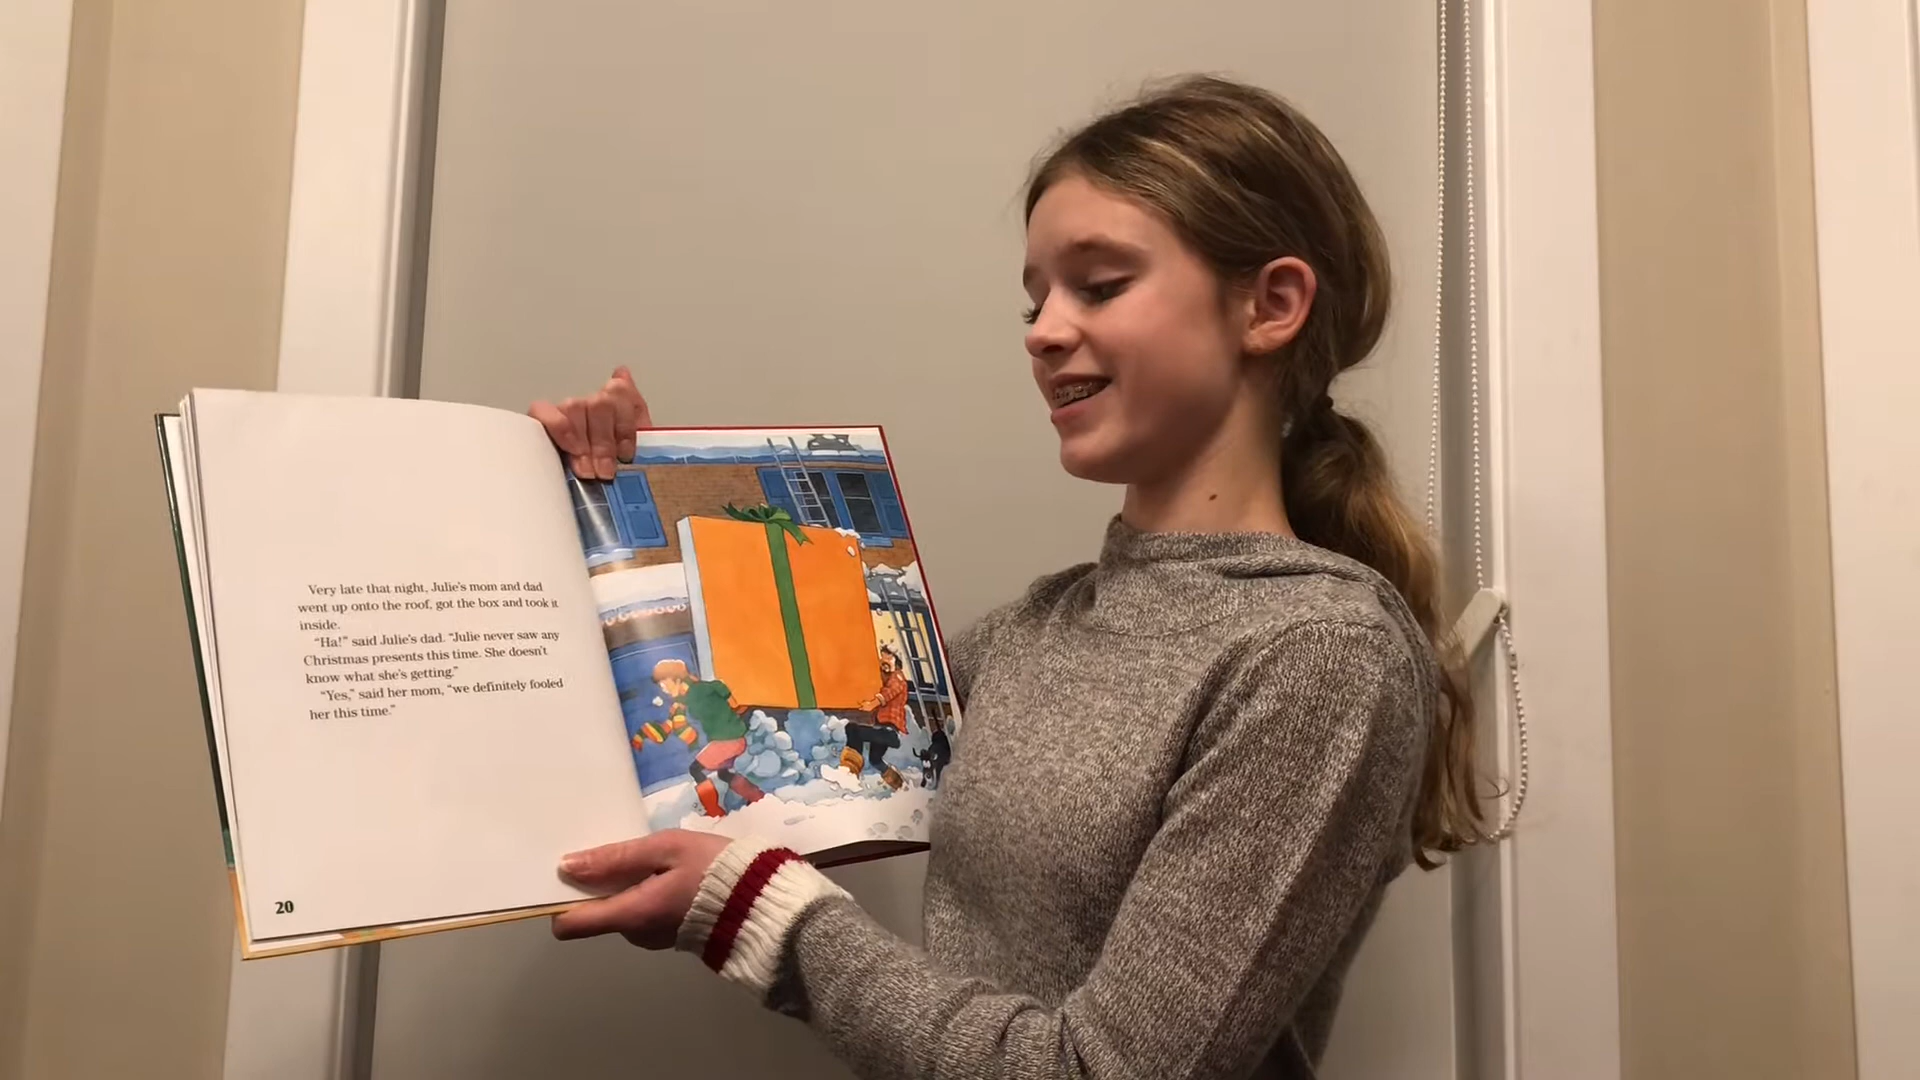 Very late that night, Julie's mom and dad
went up onto the roof, got the box and took it
inside.
"Ha!" said Julie's dad. "Julie never saw any
Christmas presents this time. She doesn't
know what she's getting."
"Yes," said her mom, "we definitely fooled
her this time."
20